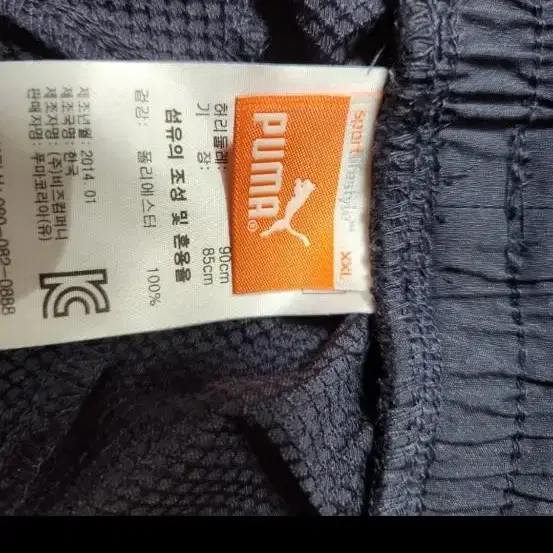 sportlifestyle™ XXL
PUMA®
허리둘레: 90cm
기 장: 85cm
섬유의 조성 및 혼용율
겉감: 폴리에스터 100%
제조년월: 2014.01
제조국명: 한국
제조자명: (주)비즈컴퍼니
판매자명: 푸마코리아(유)
-082-0888